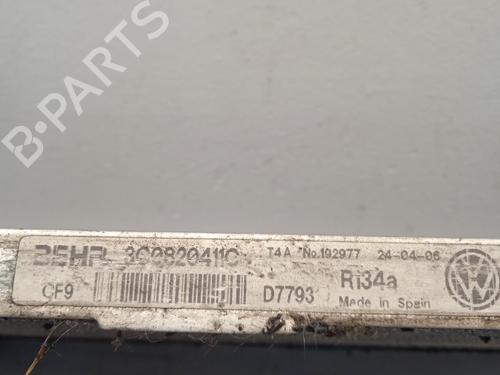 B-PARTS
BEHR 3C0820411C T4A No.192977 24-04-06
CF9 D7793 R134a
Made in Spain